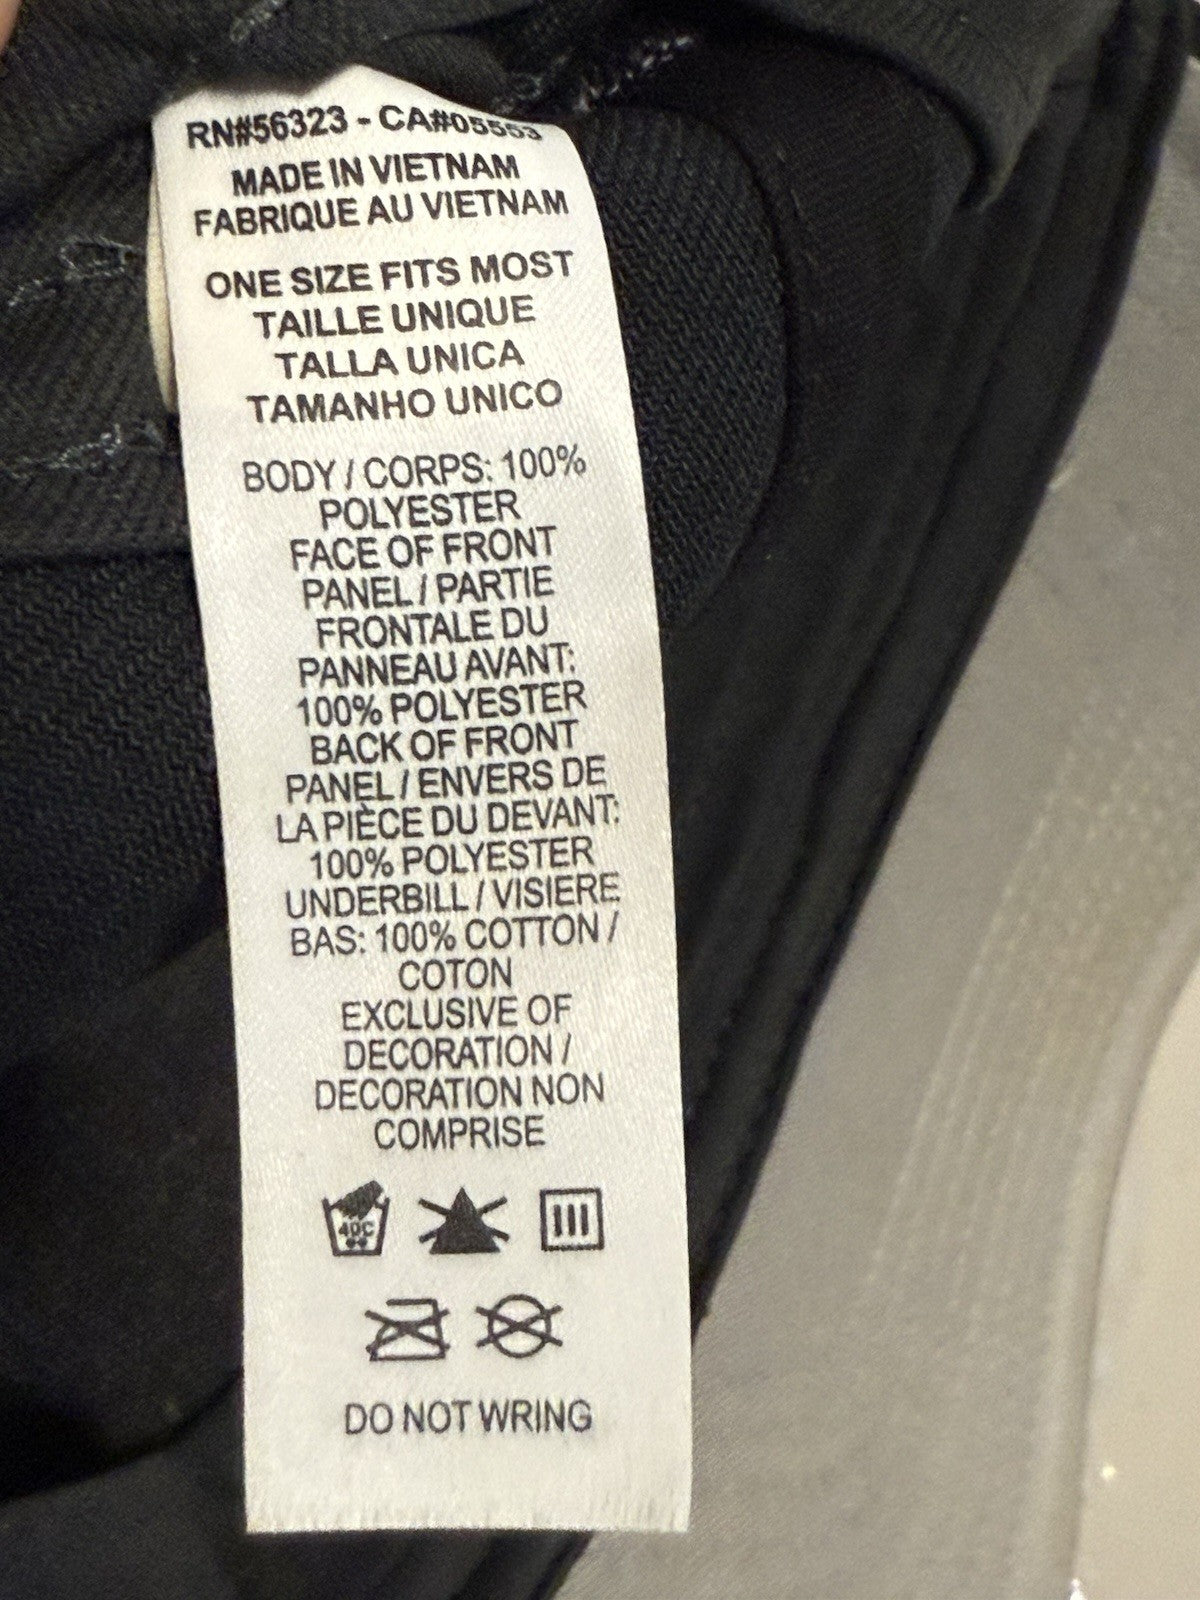 RN#56323 - CA#05553
MADE IN VIETNAM
FABRIQUE AU VIETNAM
ONE SIZE FITS MOST
TAILLE UNIQUE
TALLA UNICA
TAMANHO UNICO
BODY / CORPS: 100%
POLYESTER
FACE OF FRONT
PANEL / PARTIE
FRONTALE DU
PANNEAU AVANT:
100% POLYESTER
BACK OF FRONT
PANEL / ENVERS DE
LA PIÈCE DU DEVANT:
100% POLYESTER
UNDERBILL / VISIERE
BAS: 100% COTTON /
COTON
EXCLUSIVE OF
DECORATION /
DECORATION NON
COMPRISE
40C
DO NOT WRING